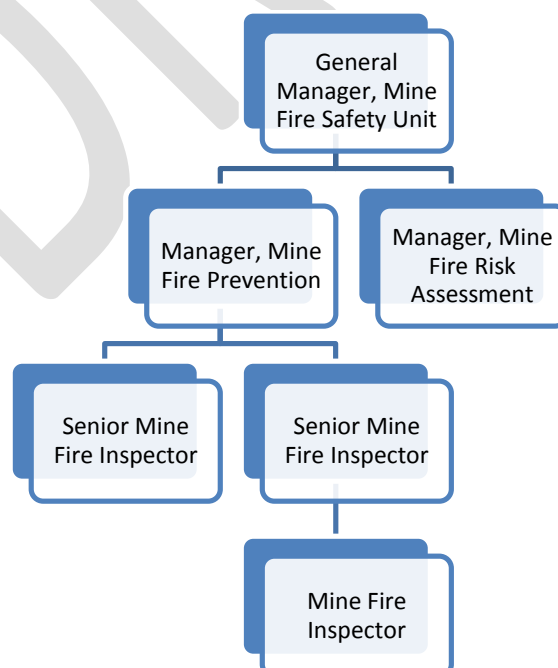 General
Manager, Mine
Fire Safety Unit
Manager, Mine
Fire Prevention
Manager, Mine
Fire Risk
Assessment
Senior Mine
Fire Inspector
Senior Mine
Fire Inspector
Mine Fire
Inspector